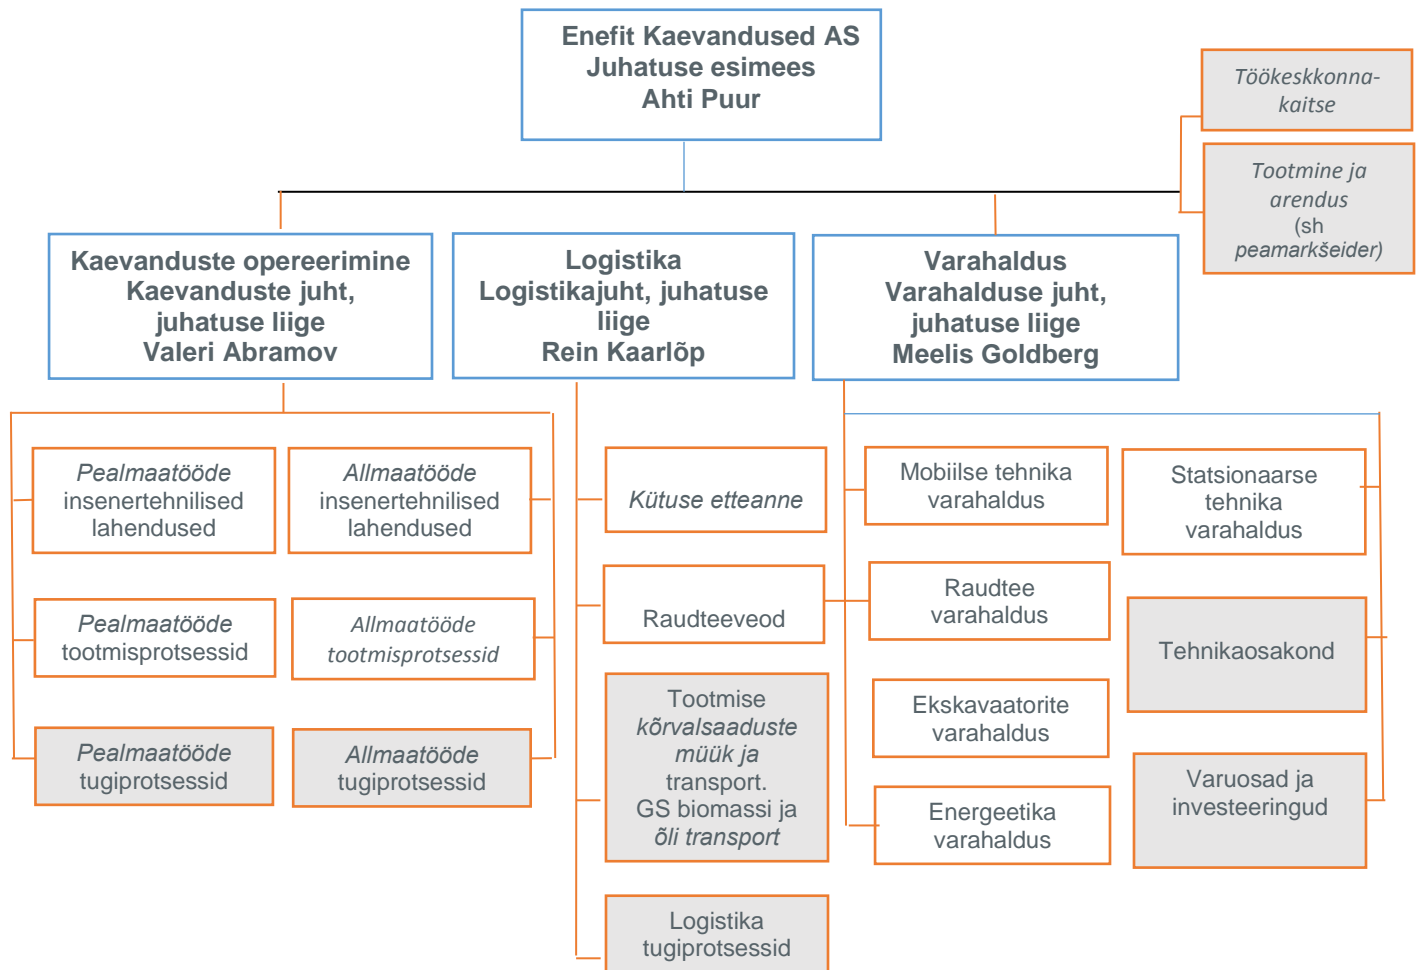 Enefit Kaevandused AS
Juhatuse esimees
Ahti Puur
Töökeskkonna-
kaitse
Tootmine ja
arendus
(sh
peamarkšeider)
Kaevanduste opereerimine
Kaevanduste juht,
juhatuse liige
Valeri Abramov
Logistika
Logistikajuht, juhatuse
liige
Rein Kaarlõp
Varahaldus
Varahalduse juht,
juhatuse liige
Meelis Goldberg
Pealmaatööde
insenertehnilised
lahendused
Allmaatööde
insenertehnilised
lahendused
Pealmaatööde
tootmisprotsessid
Allmaatööde
tootmisprotsessid
Pealmaatööde
tugiprotsessid
Allmaatööde
tugiprotsessid
Kütuse etteanne
Raudteeveod
Tootmise
kõrvalsaaduste
müük ja
transport.
GS biomassi ja
õli transport
Logistika
tugiprotsessid
Mobiilse tehnika
varahaldus
Raudtee
varahaldus
Ekskavaatorite
varahaldus
Energeetika
varahaldus
Statsionaarse
tehnika
varahaldus
Tehnikaosakond
Varuosad ja
investeeringud